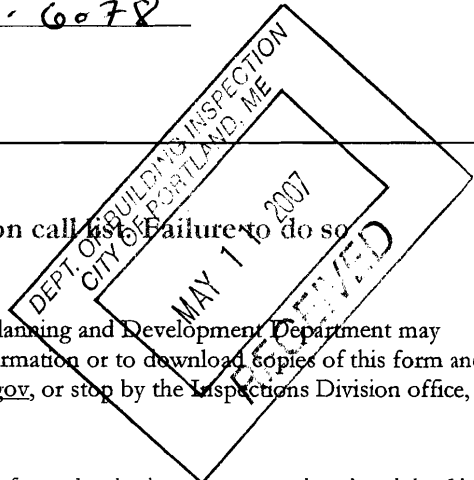 . 6078
on call list. Failure to do so
DEPT. OF BUILDING INSPECTION
CITY OF PORTLAND, ME
MAY 11 2007
RECEIVED
lanning and Development Department may
rmation or to download copies of this form and
gov, or stop by the Inspections Division office,